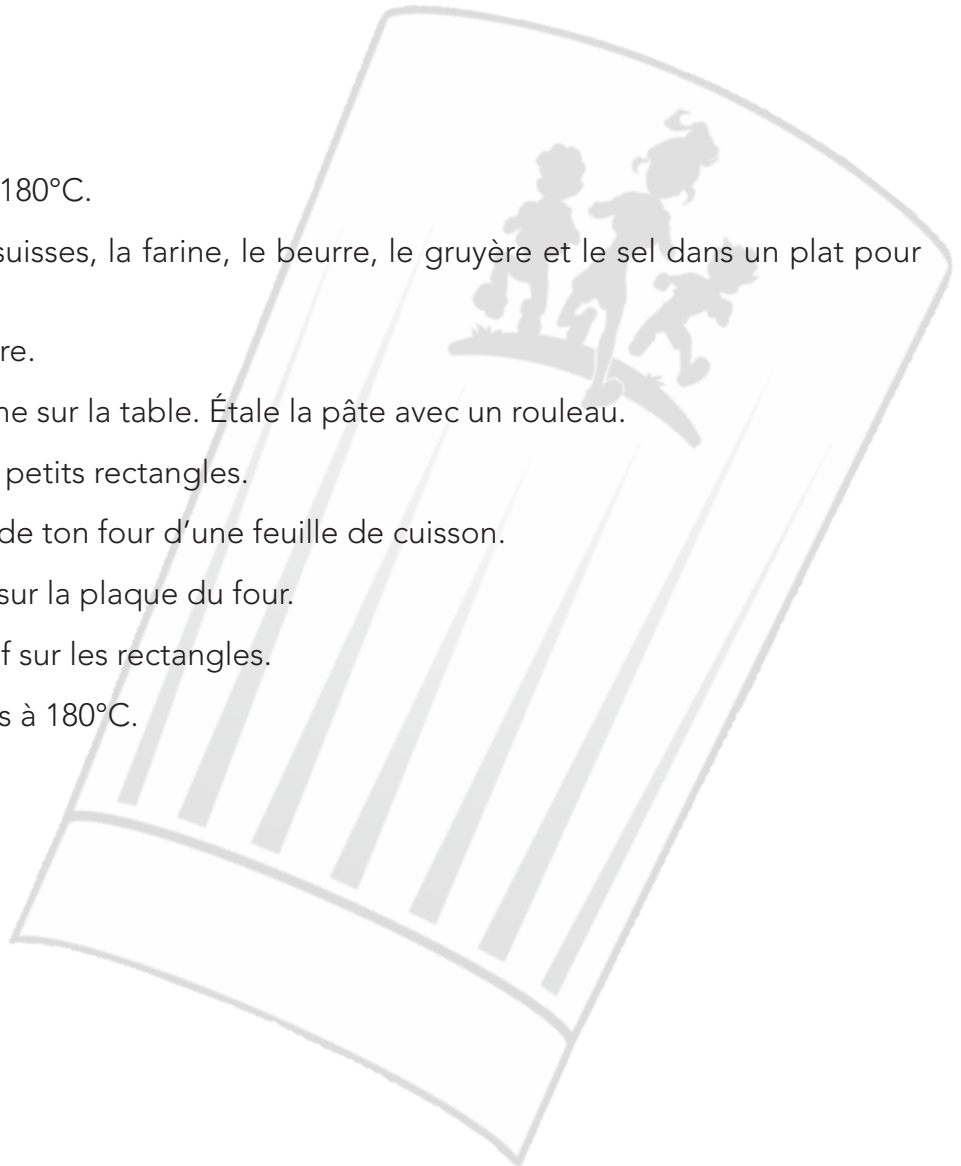 180°C.
suisses, la farine, le beurre, le gruyère et le sel dans un plat pour
re.
ne sur la table. Étale la pâte avec un rouleau.
petits rectangles.
de ton four d’une feuille de cuisson.
sur la plaque du four.
f sur les rectangles.
s à 180°C.